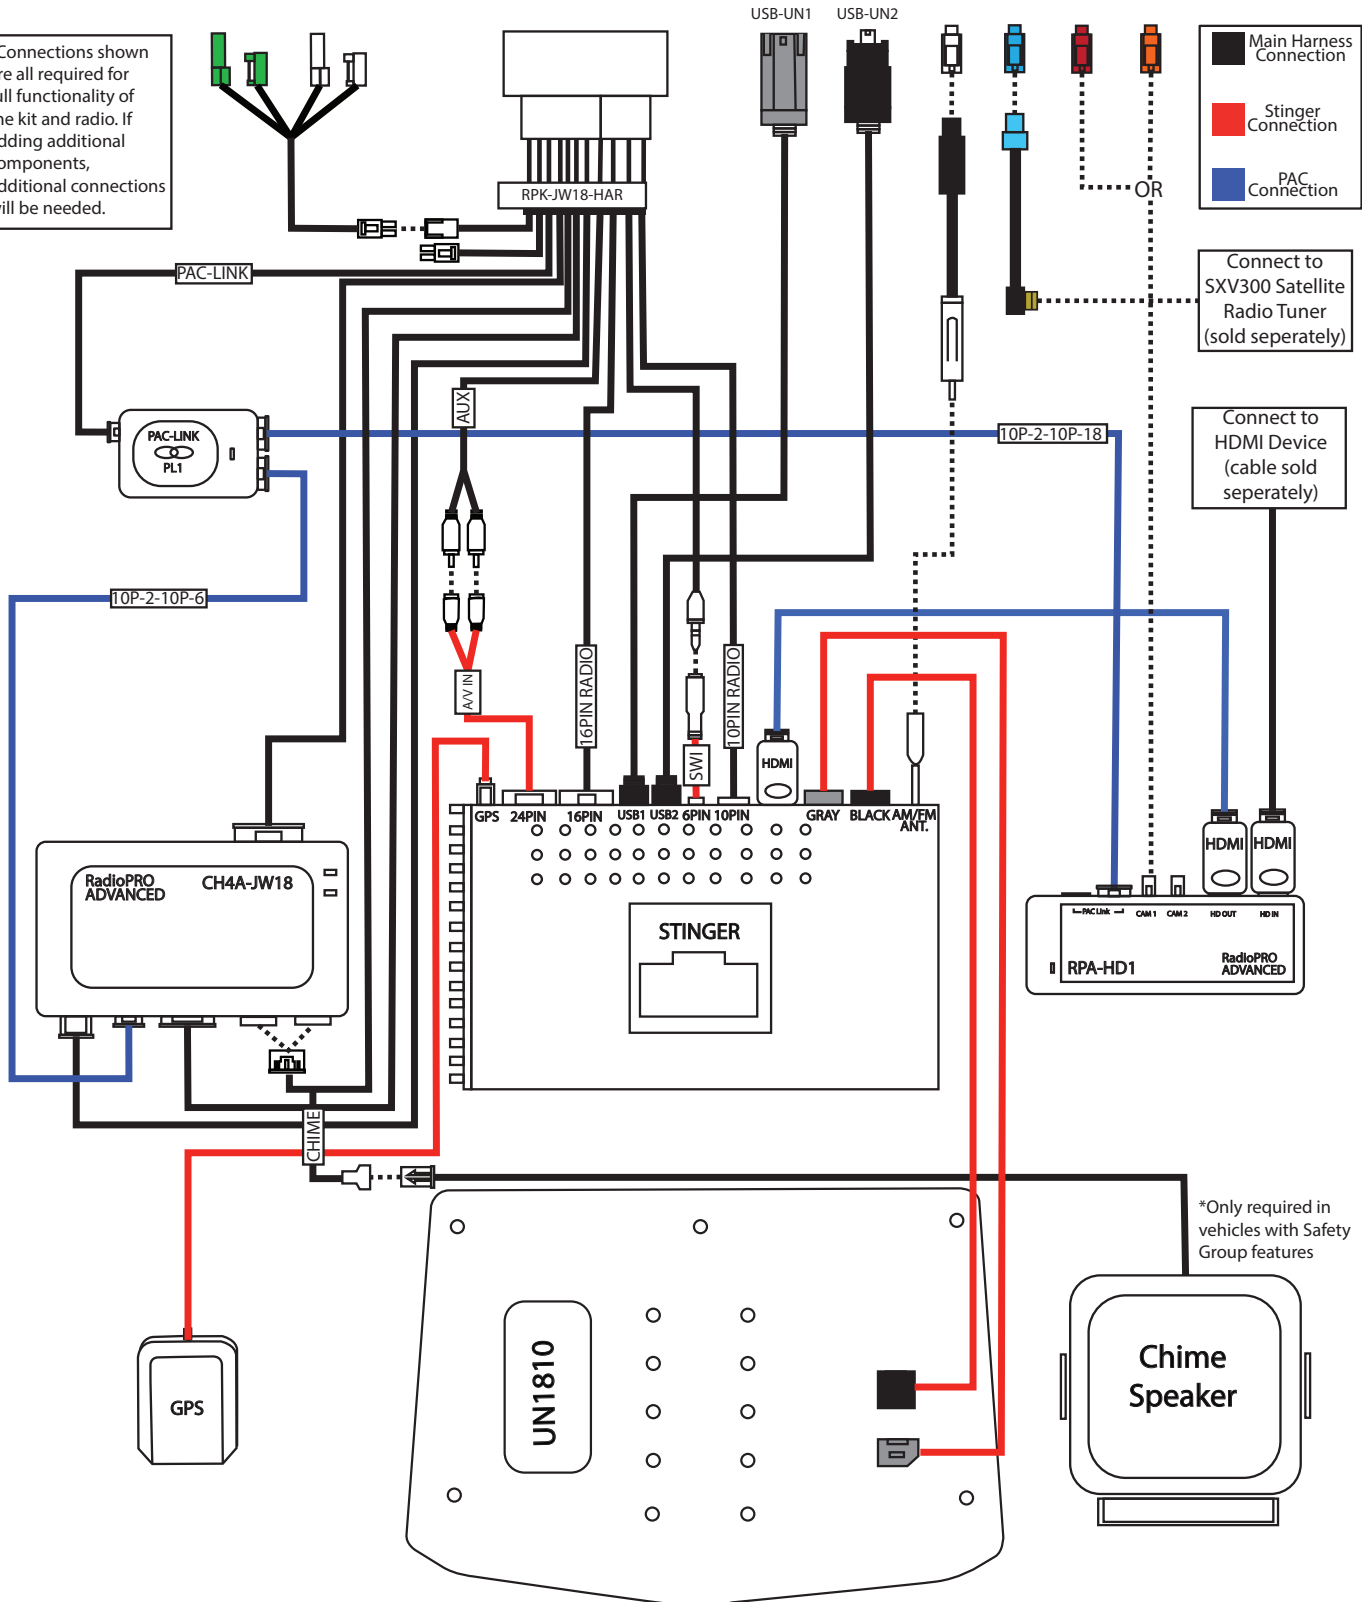 USB-UN1
USB-UN2
Connections shown
re all required for
ull functionality of
ne kit and radio. If
dding additional
omponents,
dditional connections
vill be needed.
Main Harness
Connection
Stinger
Connection
PAC
Connection
RPK-JW18-HAR
OR
PAC-LINK
Connect to
SXV300 Satellite
Radio Tuner
(sold seperately)
AUX
PAC-LINK
PL1
10P-2-10P-18
Connect to
HDMI Device
(cable sold
seperately)
10P-2-10P-6
A/V IN
16PIN RADIO
SWI
10PIN RADIO
HDMI
GPS
24PIN
16PIN
USB1
USB2
6PIN
10PIN
GRAY
BLACK
AM/FM
ANT.
HDMI
HDMI
RadioPRO
ADVANCED
CH4A-JW18
STINGER
PAC Link
CAM 1
CAM 2
HD OUT
HD IN
RPA-HD1
RadioPRO
ADVANCED
CHIME
*Only required in
vehicles with Safety
Group features
GPS
UN1810
Chime
Speaker